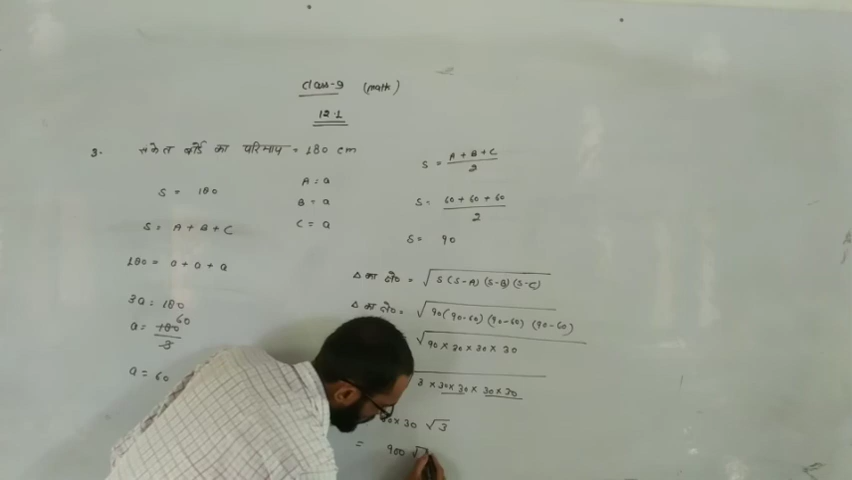 Class-9 (math)
12.1
3. संकेत बोर्ड का परिमाप = 180 cm
S = 180
A = a
B = a
C = a
S = A + B + C
180 = a + a + a
3a = 180
a = 180 60
3
a = 60
S = A + B + C
2
S = 60 + 60 + 60
2
S = 90
Δ का क्षे० = √S (S-A) (S-B) (S-C)
Δ का क्षे० = √90 (90-60) (90-60) (90-60)
√90 × 30 × 30 × 30
3 × 30 × 30 × 30 × 30
× 30 √3
= 900 √